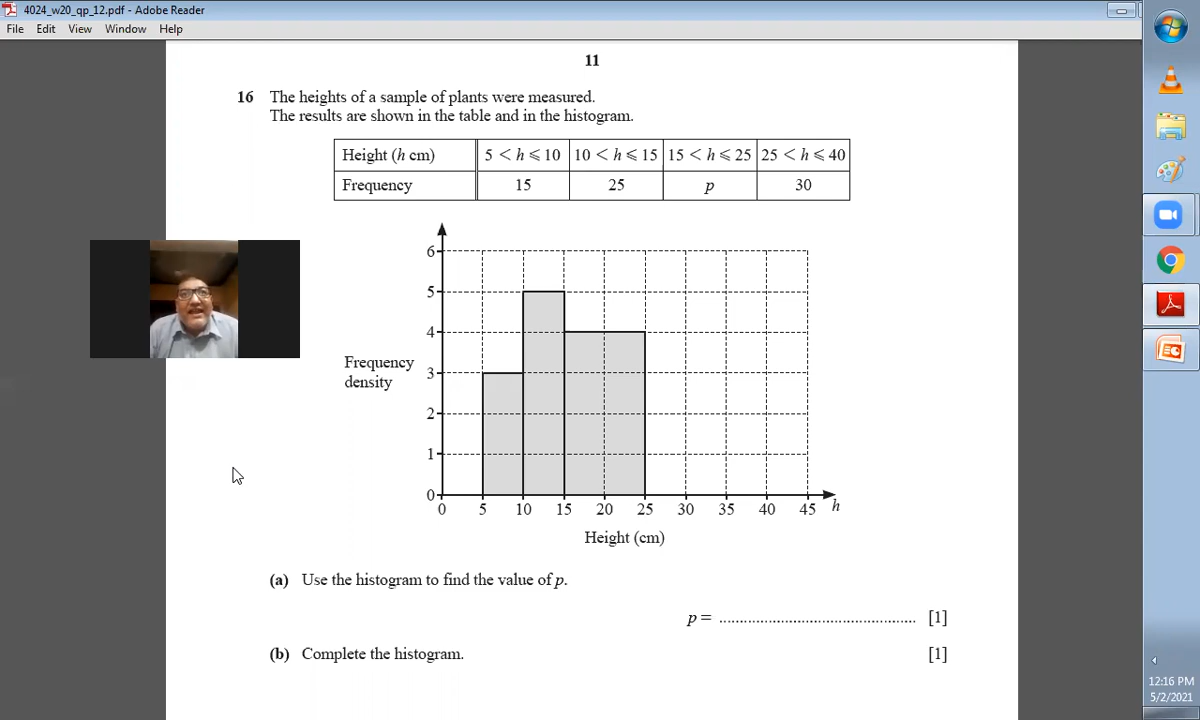 4024_w20_qp_12.pdf - Adobe Reader
File Edit View Window Help
11
16 The heights of a sample of plants were measured.
The results are shown in the table and in the histogram.
Height (h cm) 5 < h ⩽ 10 10 < h ⩽ 15 15 < h ⩽ 25 25 < h ⩽ 40
Frequency 15 25 p 30
6
5
4
Frequency
density
3
2
1
0
0 5 10 15 20 25 30 35 40 45 h
Height (cm)
(a) Use the histogram to find the value of p.
p = ................................................ [1]
(b) Complete the histogram. [1]
12:16 PM
5/2/2021